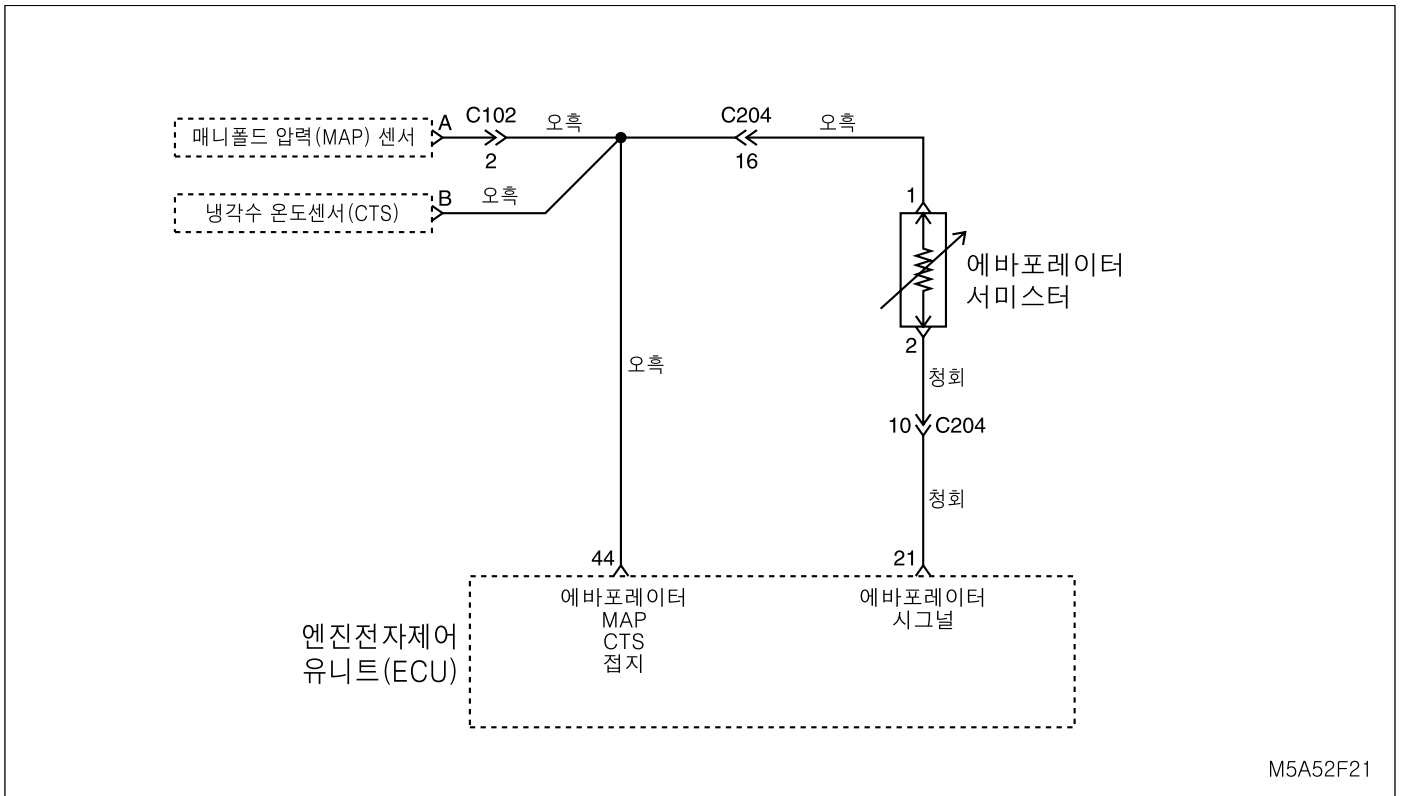 매니폴드 압력(MAP) 센서
A
C102
2
오흑
C204
16
오흑
냉각수 온도센서(CTS)
B
오흑
1
에바포레이터
서미스터
2
오흑
청회
10
C204
청회
44
21
에바포레이터
MAP
CTS
접지
에바포레이터
시그널
엔진전자제어
유니트(ECU)
M5A52F21